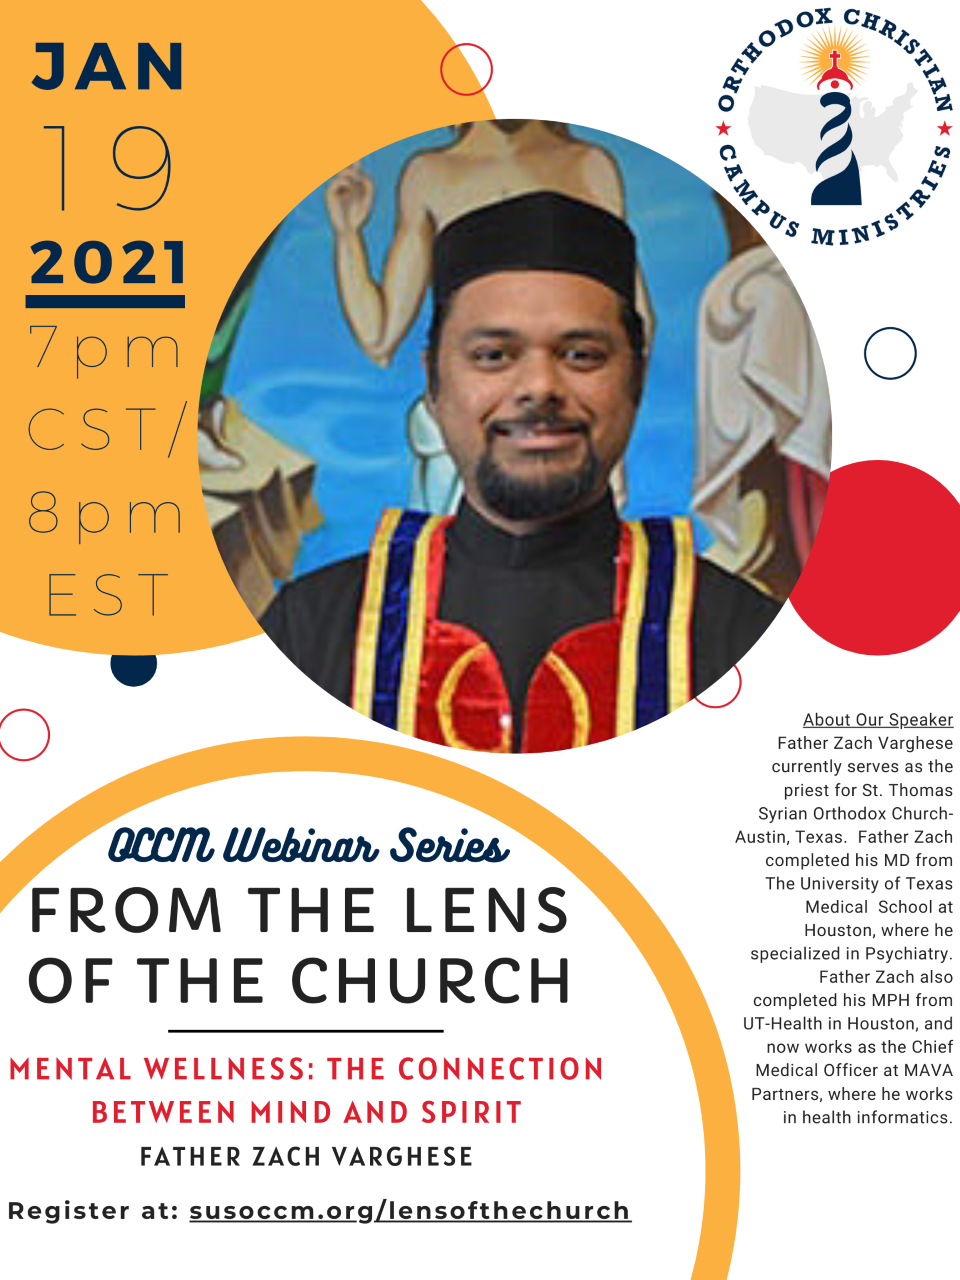 JAN
19
2021
7pm
CST/
8pm
EST
ORTHODOX CHRISTIAN
CAMPUS MINISTRIES
About Our Speaker
Father Zach Varghese
currently serves as the
priest for St. Thomas
Syrian Orthodox Church-
Austin, Texas.  Father Zach
completed his MD from
The University of Texas
Medical  School at
Houston, where he
specialized in Psychiatry.
Father Zach also
completed his MPH from
UT-Health in Houston, and
now works as the Chief
Medical Officer at MAVA
Partners, where he works
in health informatics.
OCCM Webinar Series
FROM THE LENS
OF THE CHURCH
MENTAL WELLNESS: THE CONNECTION
BETWEEN MIND AND SPIRIT
FATHER ZACH VARGHESE
Register at: susoccm.org/lensofthechurch